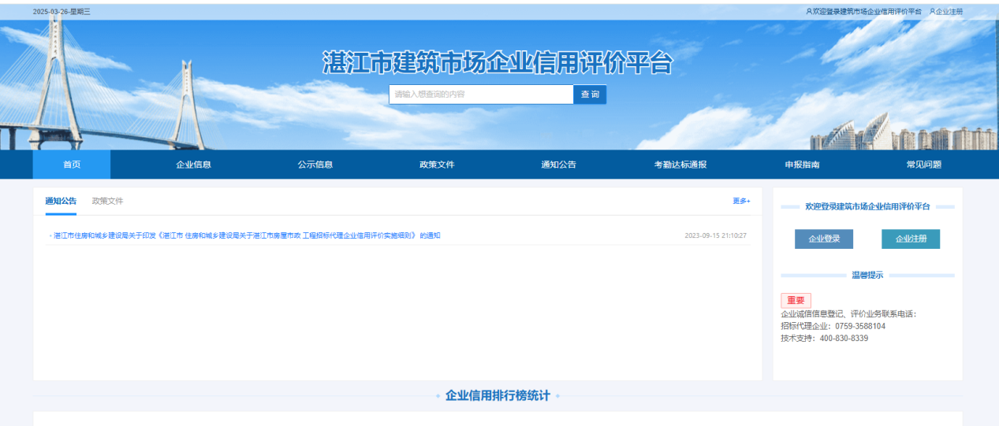 2025-03-26-星期三
欢迎登录建筑市场企业信用评价平台 企业注册
湛江市建筑市场企业信用评价平台
请输入想查询的内容 查 询
首页 企业信息 公示信息 政策文件 通知公告 考勤达标通报 申报指南 常见问题
通知公告 政策文件 更多+
湛江市住房和城乡建设局关于印发《湛江市 住房和城乡建设局关于湛江市房屋市政 工程招标代理企业信用评价实施细则》 的通知 2023-09-15 21:10:27
欢迎登录建筑市场企业信用评价平台
企业登录 企业注册
温馨提示
重要
企业诚信信息登记、评价业务联系电话：
招标代理企业：0759-3588104
技术支持：400-830-8339
企业信用排行榜统计